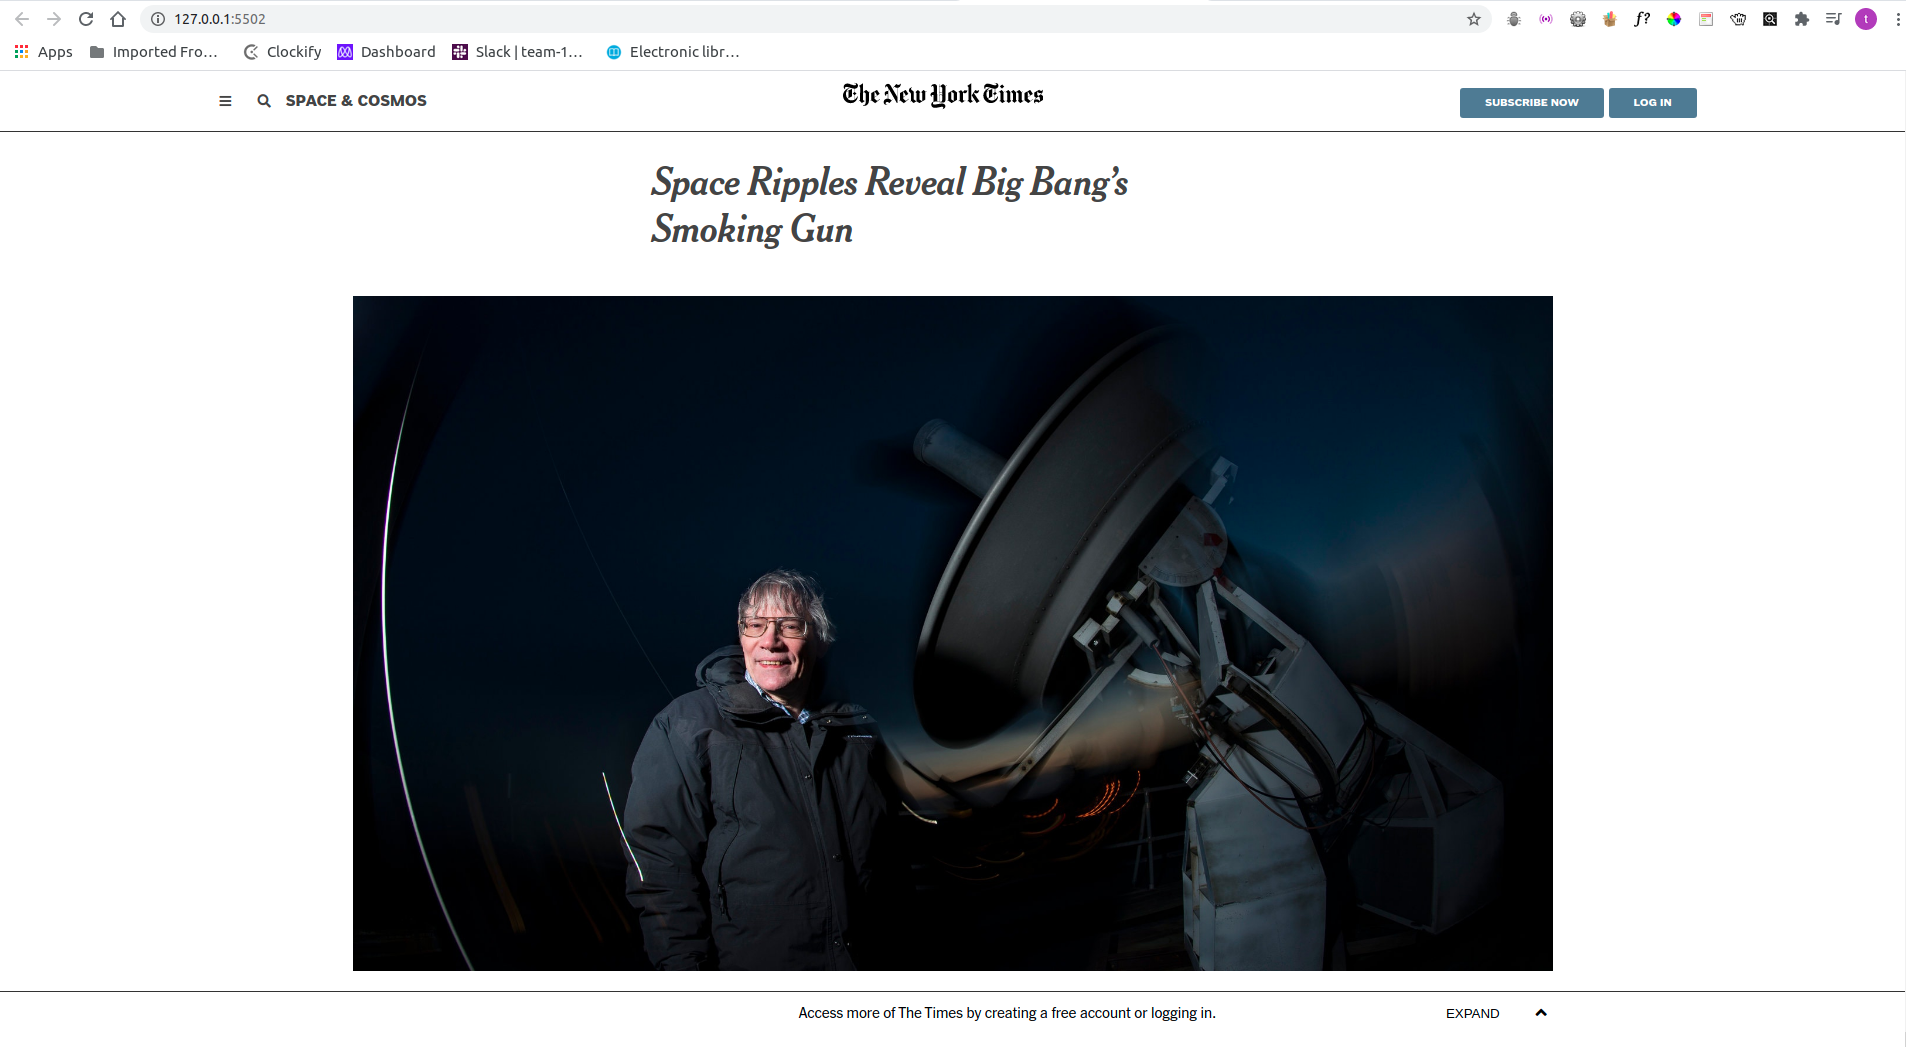 127.0.0.1:5502
Apps Imported Fro… Clockify Dashboard Slack | team-1… Electronic libr…
SPACE & COSMOS The New York Times SUBSCRIBE NOW LOG IN
Space Ripples Reveal Big Bang’s
Smoking Gun
Access more of The Times by creating a free account or logging in. EXPAND